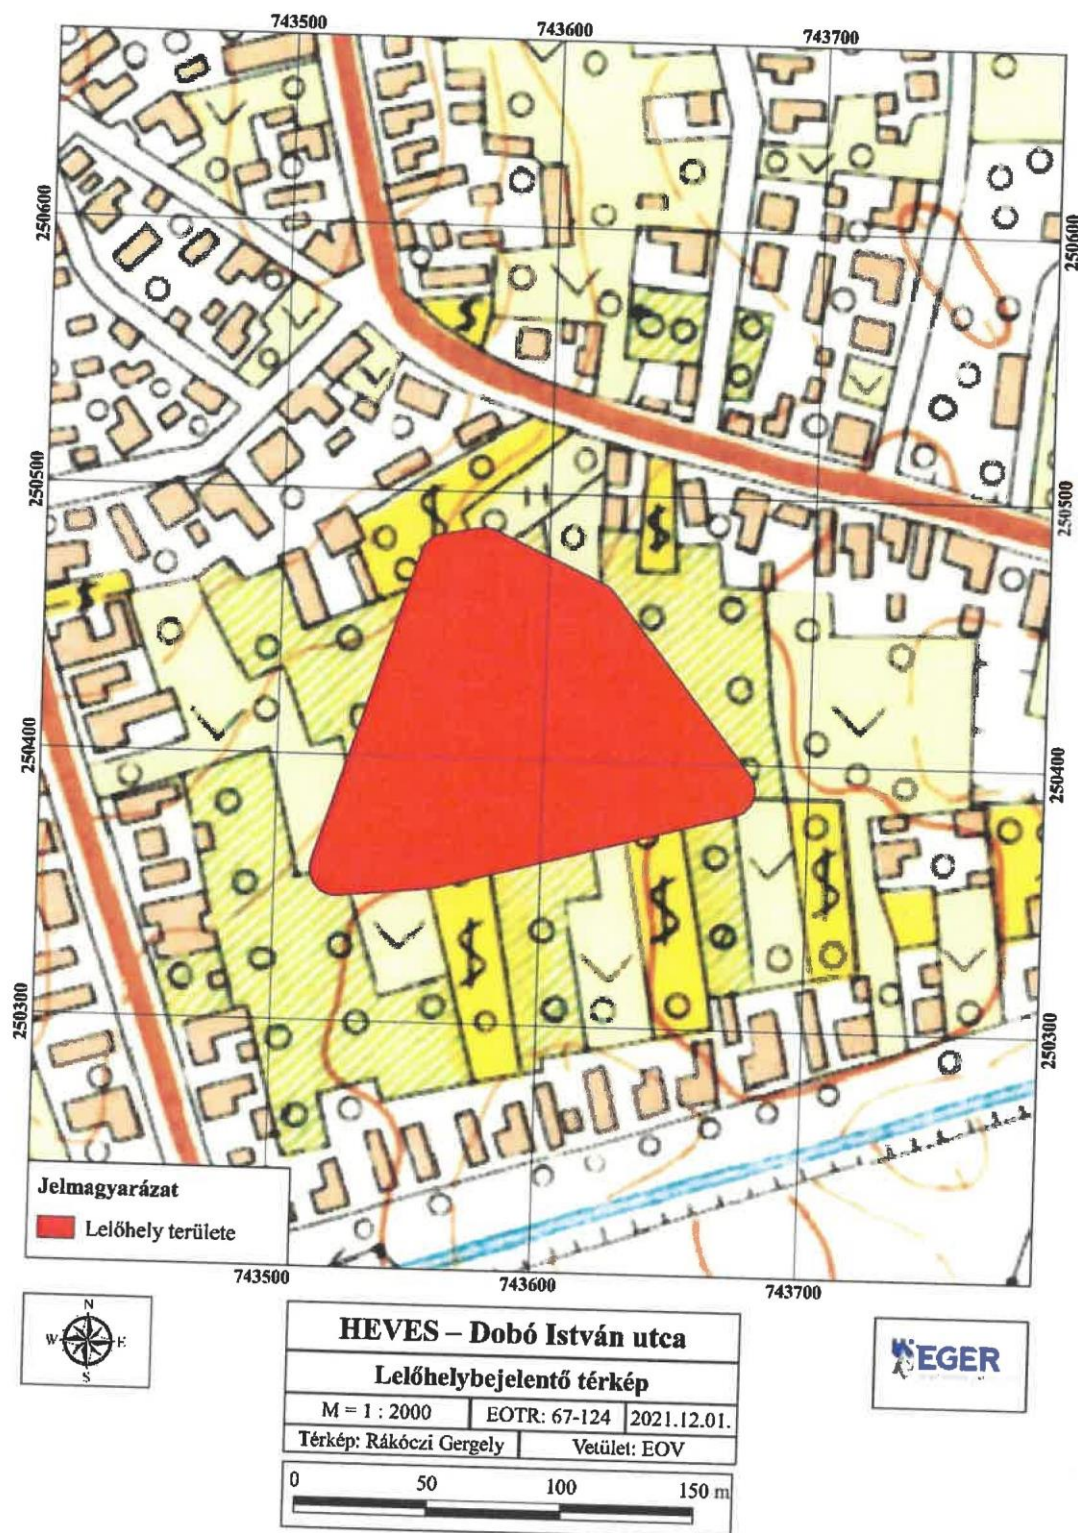 743500
743600
743700
250600
250600
250500
250500
250400
250400
250300
250300
Jelmagyarázat
Lelőhely területe
743500
743600
743700
N
W
E
S
HEVES – Dobó István utca
Lelőhelybejelentő térkép
M = 1 : 2000
EOTR: 67-124
2021.12.01.
Térkép: Rákóczi Gergely
Vetület: EOV
EGER
0
50
100
150 m